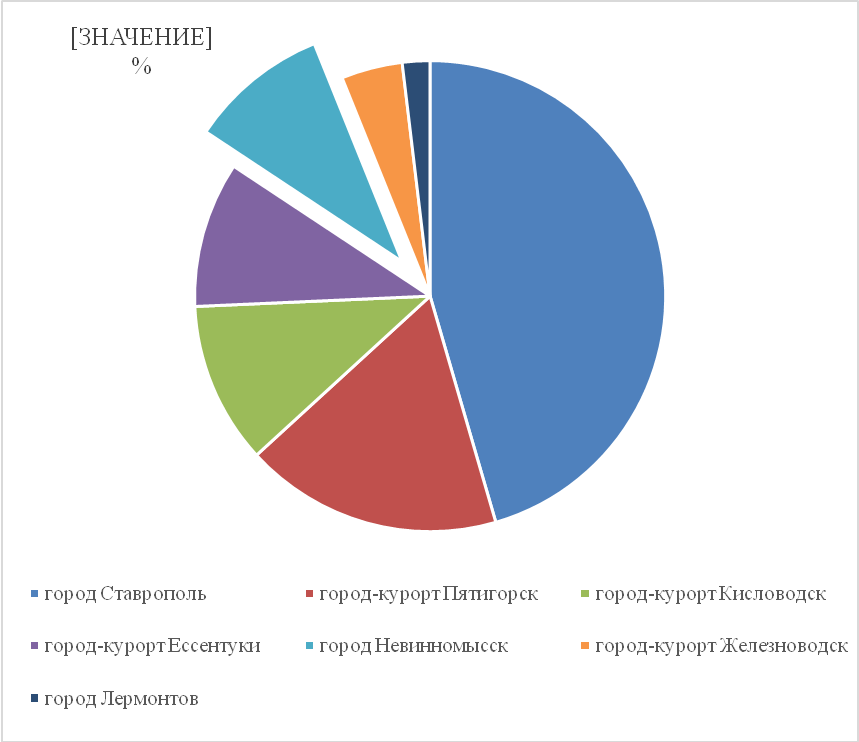 [ЗНАЧЕНИЕ]
%
город Ставрополь
город-курорт Пятигорск
город-курорт Кисловодск
город-курорт Ессентуки
город Невинномысск
город-курорт Железноводск
город Лермонтов